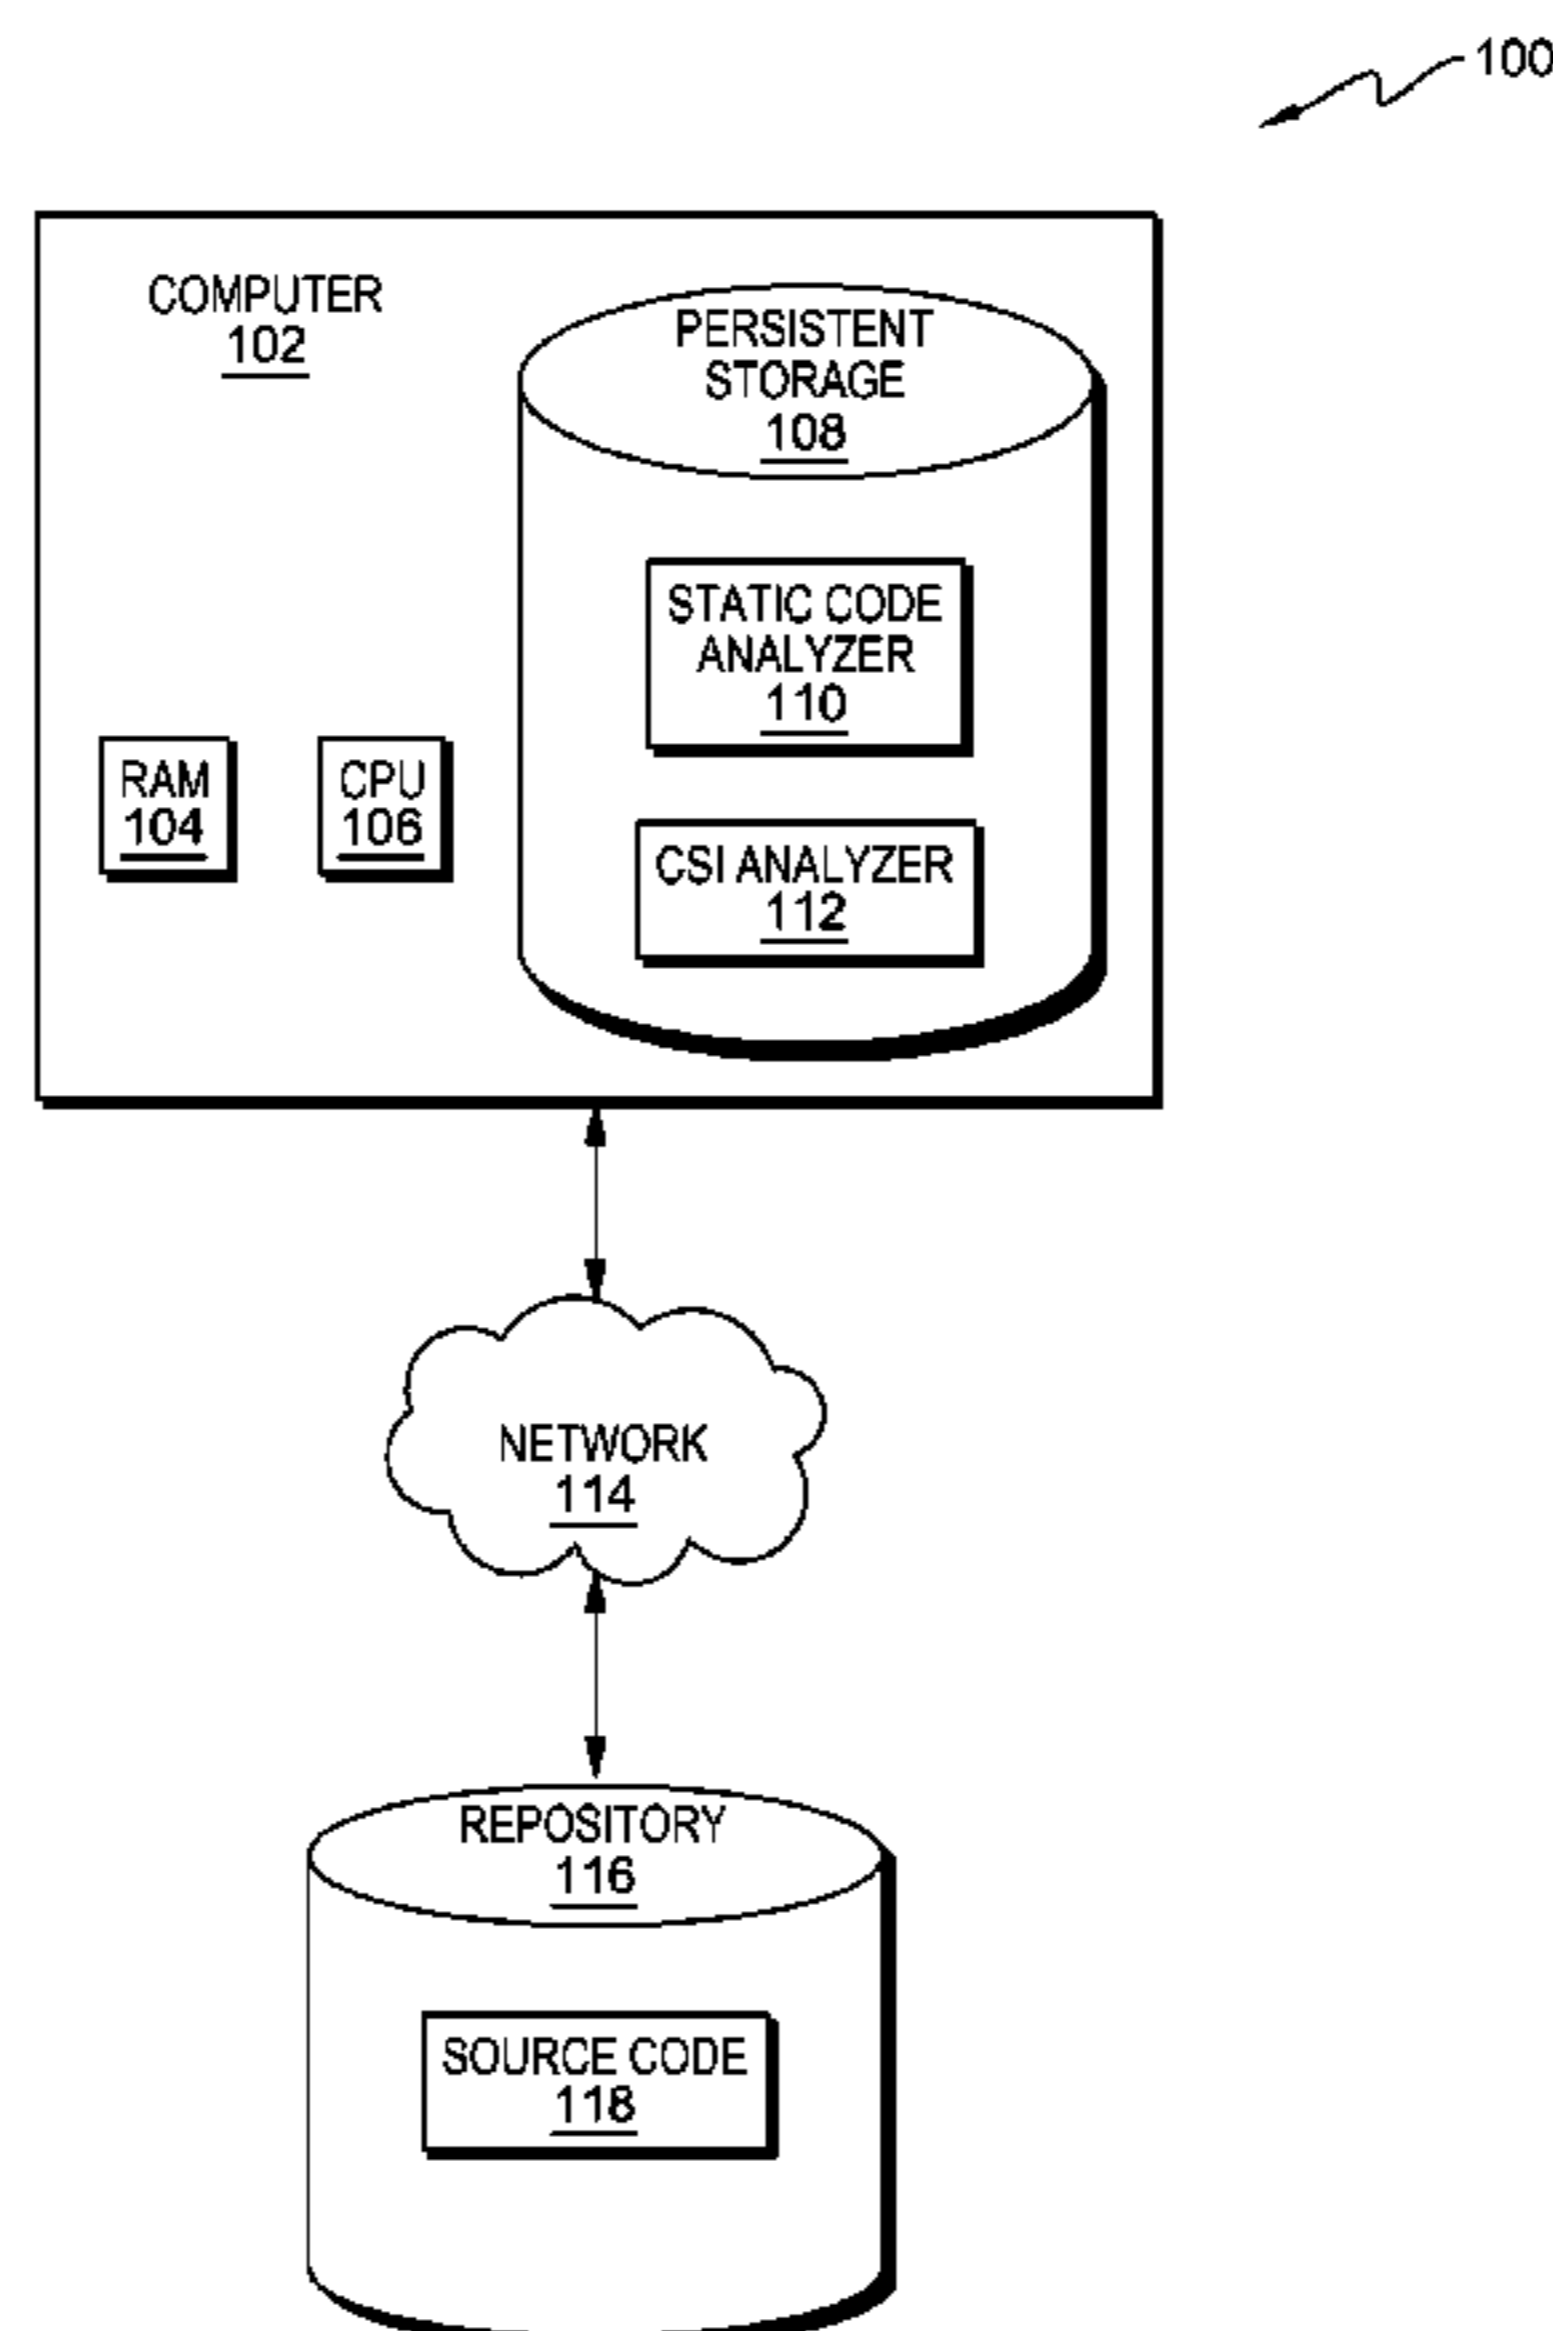 100
COMPUTER
102
PERSISTENT
STORAGE
108
STATIC CODE
ANALYZER
110
RAM
104
CPU
106
CSI ANALYZER
112
NETWORK
114
REPOSITORY
116
SOURCE CODE
118